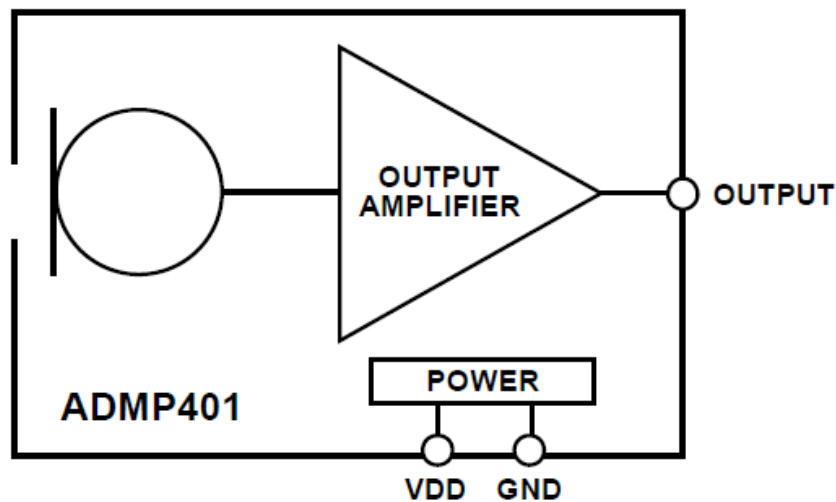 OUTPUT
AMPLIFIER
OUTPUT
POWER
ADMP401
VDD GND